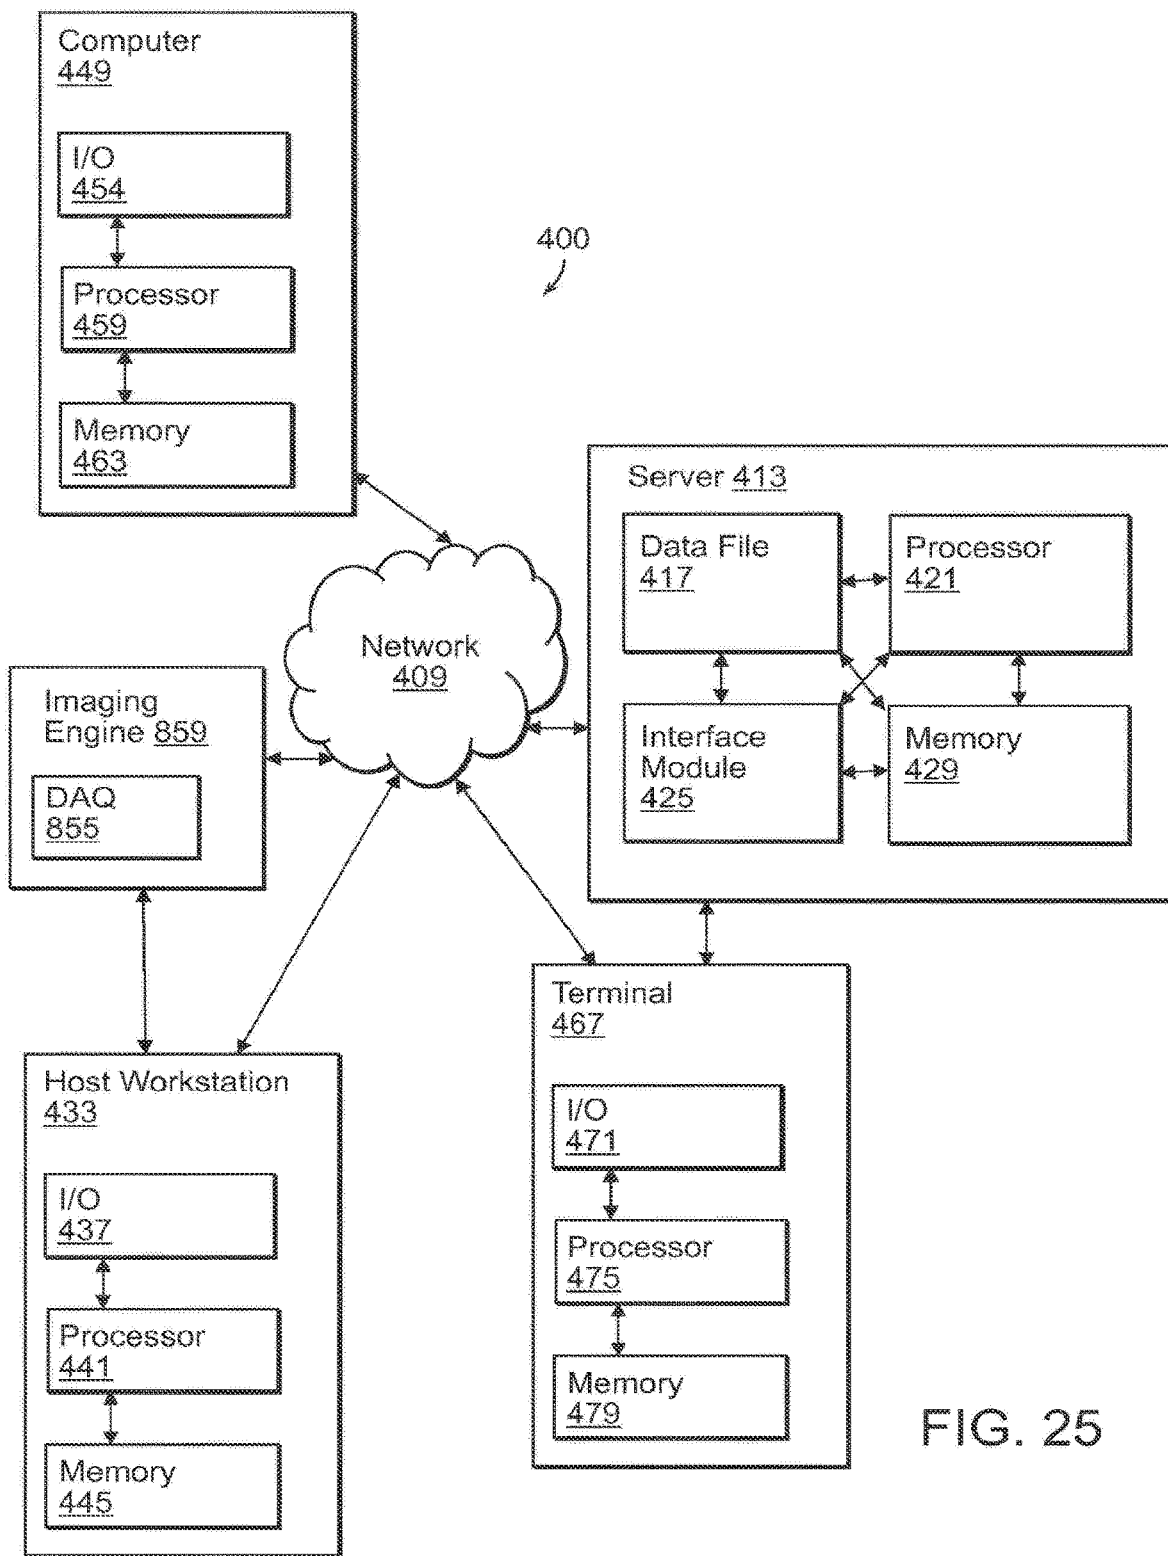 Computer
449
I/O
454
Processor
459
Memory
463
400
Server 413
Data File
417
Processor
421
Interface
Module
425
Memory
429
Network
409
Imaging
Engine 859
DAQ
855
Host Workstation
433
I/O
437
Processor
441
Memory
445
Terminal
467
I/O
471
Processor
475
Memory
479
FIG. 25